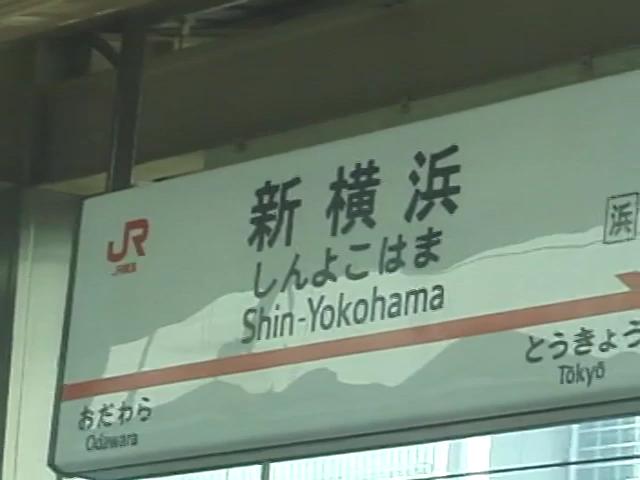 JR
新横浜
浜
しんよこはま
Shin-Yokohama
とうきょう
Tōkyō
おだわら
Odawara